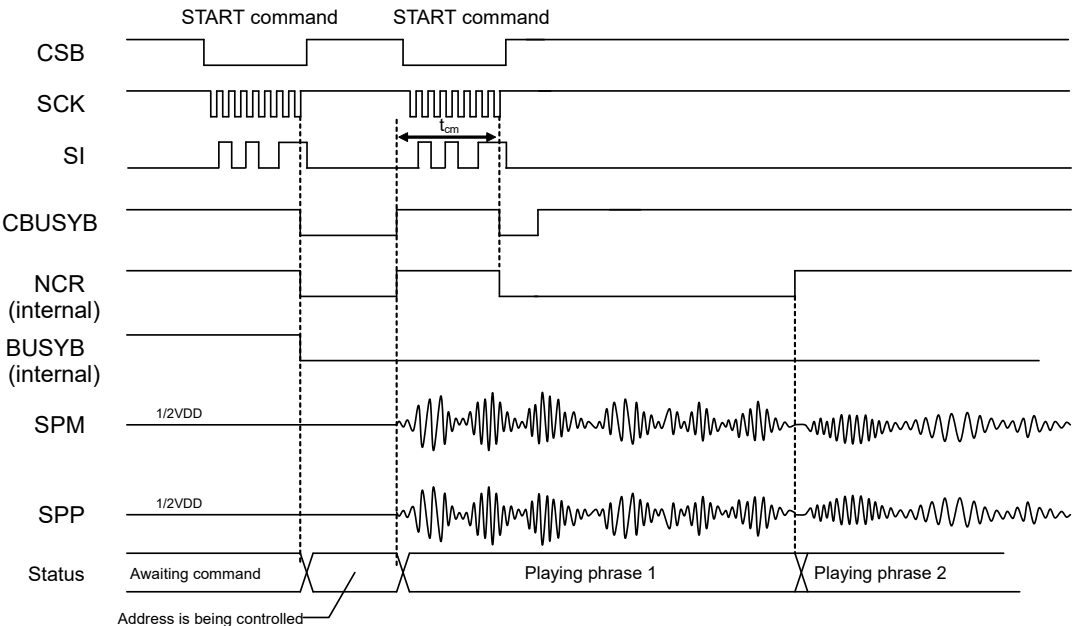 START command START command
CSB
SCK
tcm
SI
CBUSYB
NCR
(internal)
BUSYB
(internal)
1/2VDD
SPM
1/2VDD
SPP
Status Awaiting command Playing phrase 1 Playing phrase 2
Address is being controlled